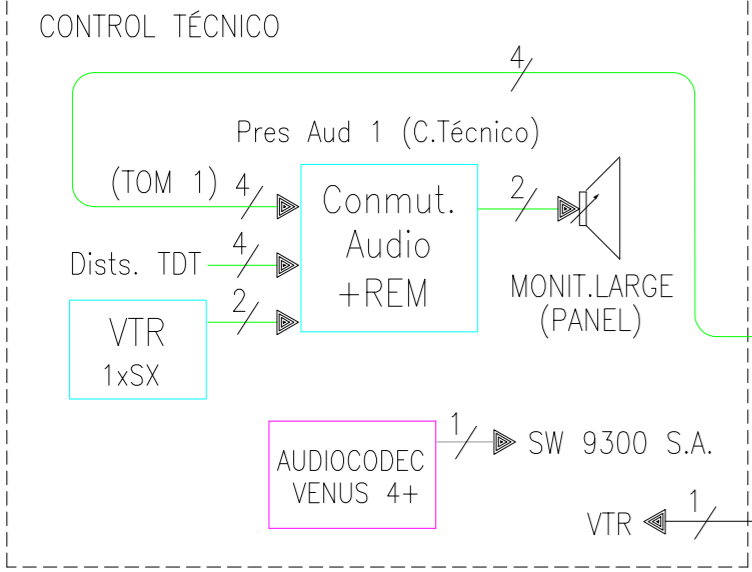 CONTROL TÉCNICO
4
Pres Aud 1 (C.Técnico)
(TOM 1) 4
Conmut.
Audio
+REM
2
Dists. TDT 4
MONIT.LARGE
(PANEL)
2
VTR
1xSX
AUDIOCODEC
VENUS 4+
1
SW 9300 S.A.
VTR 1